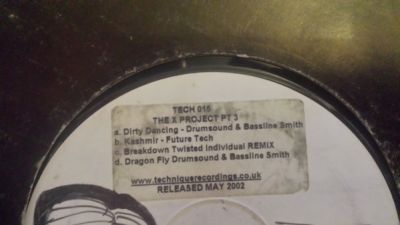 TECH 015
THE X PROJECT PT 3
a. Dirty Dancing - Drumsound & Bassline Smith
b. Kashmir - Future Tech
c. Breakdown Twisted Individual REMIX
d. Dragon Fly Drumsound & Bassline Smith
www.techniquerecordings.co.uk
RELEASED MAY 2002